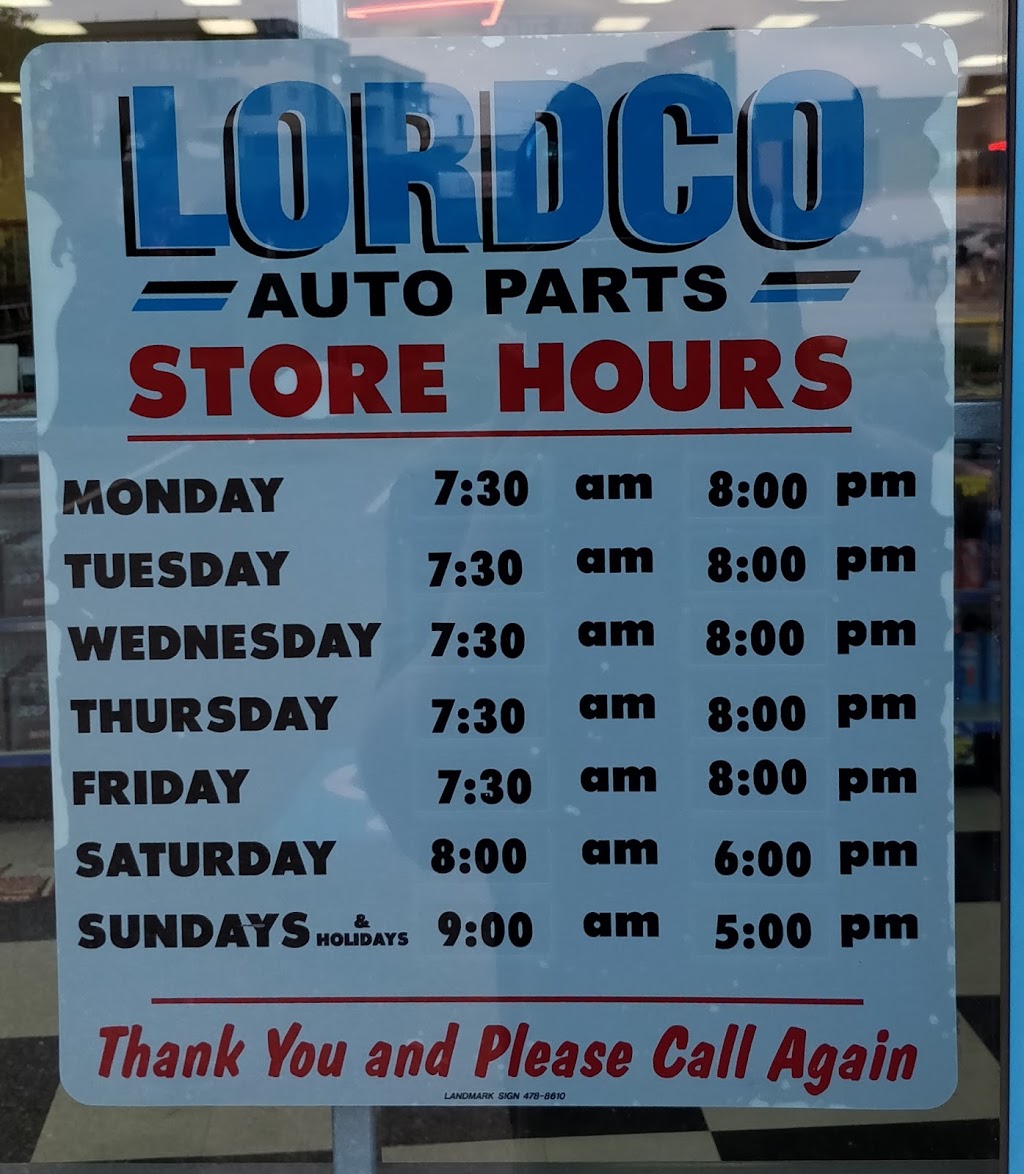 LORDCO
AUTO PARTS
STORE HOURS
MONDAY 7:30 am 8:00 pm
TUESDAY 7:30 am 8:00 pm
WEDNESDAY 7:30 am 8:00 pm
THURSDAY 7:30 am 8:00 pm
FRIDAY 7:30 am 8:00 pm
SATURDAY 8:00 am 6:00 pm
SUNDAYS & HOLIDAYS 9:00 am 5:00 pm
Thank You and Please Call Again
LANDMARK SIGN 478-8610